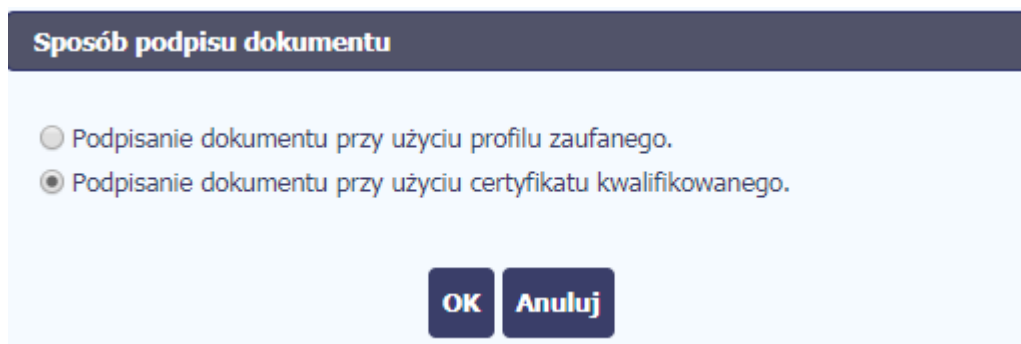 Sposób podpisu dokumentu
Podpisanie dokumentu przy użyciu profilu zaufanego.
Podpisanie dokumentu przy użyciu certyfikatu kwalifikowanego.
OK Anuluj